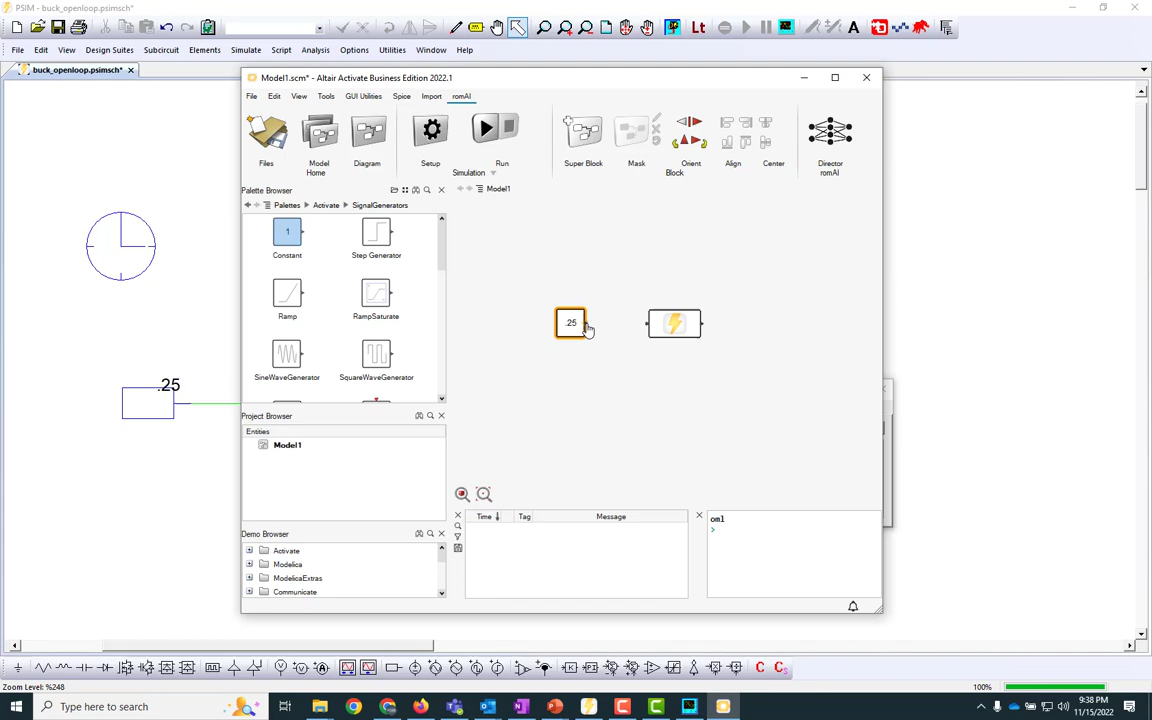 PSIM - buck_openloop.psimsch*
File Edit View Design Suites Subcircuit Elements Simulate Script Analysis Options Utilities Window Help
buck_openloop.psimsch*
Model1.scm* - Altair Activate Business Edition 2022.1
File Edit View Tools GUI Utilities Spice Import romAI
Files Model Home Diagram Setup Run Super Block Mask Orient Align Center Director
Simulation Block romAI
Palette Browser
Model1
Palettes Activate SignalGenerators
1
Constant Step Generator
Ramp RampSaturate
SineWaveGenerator SquareWaveGenerator
.25
.25
Project Browser
Entities
Model1
Demo Browser
Activate
Modelica
ModelicaExtras
Communicate
Time Tag Message
oml
>
Lt
A
K PI C Cs
Zoom Level: %248
100%
Type here to search
9:38 PM
11/15/2022